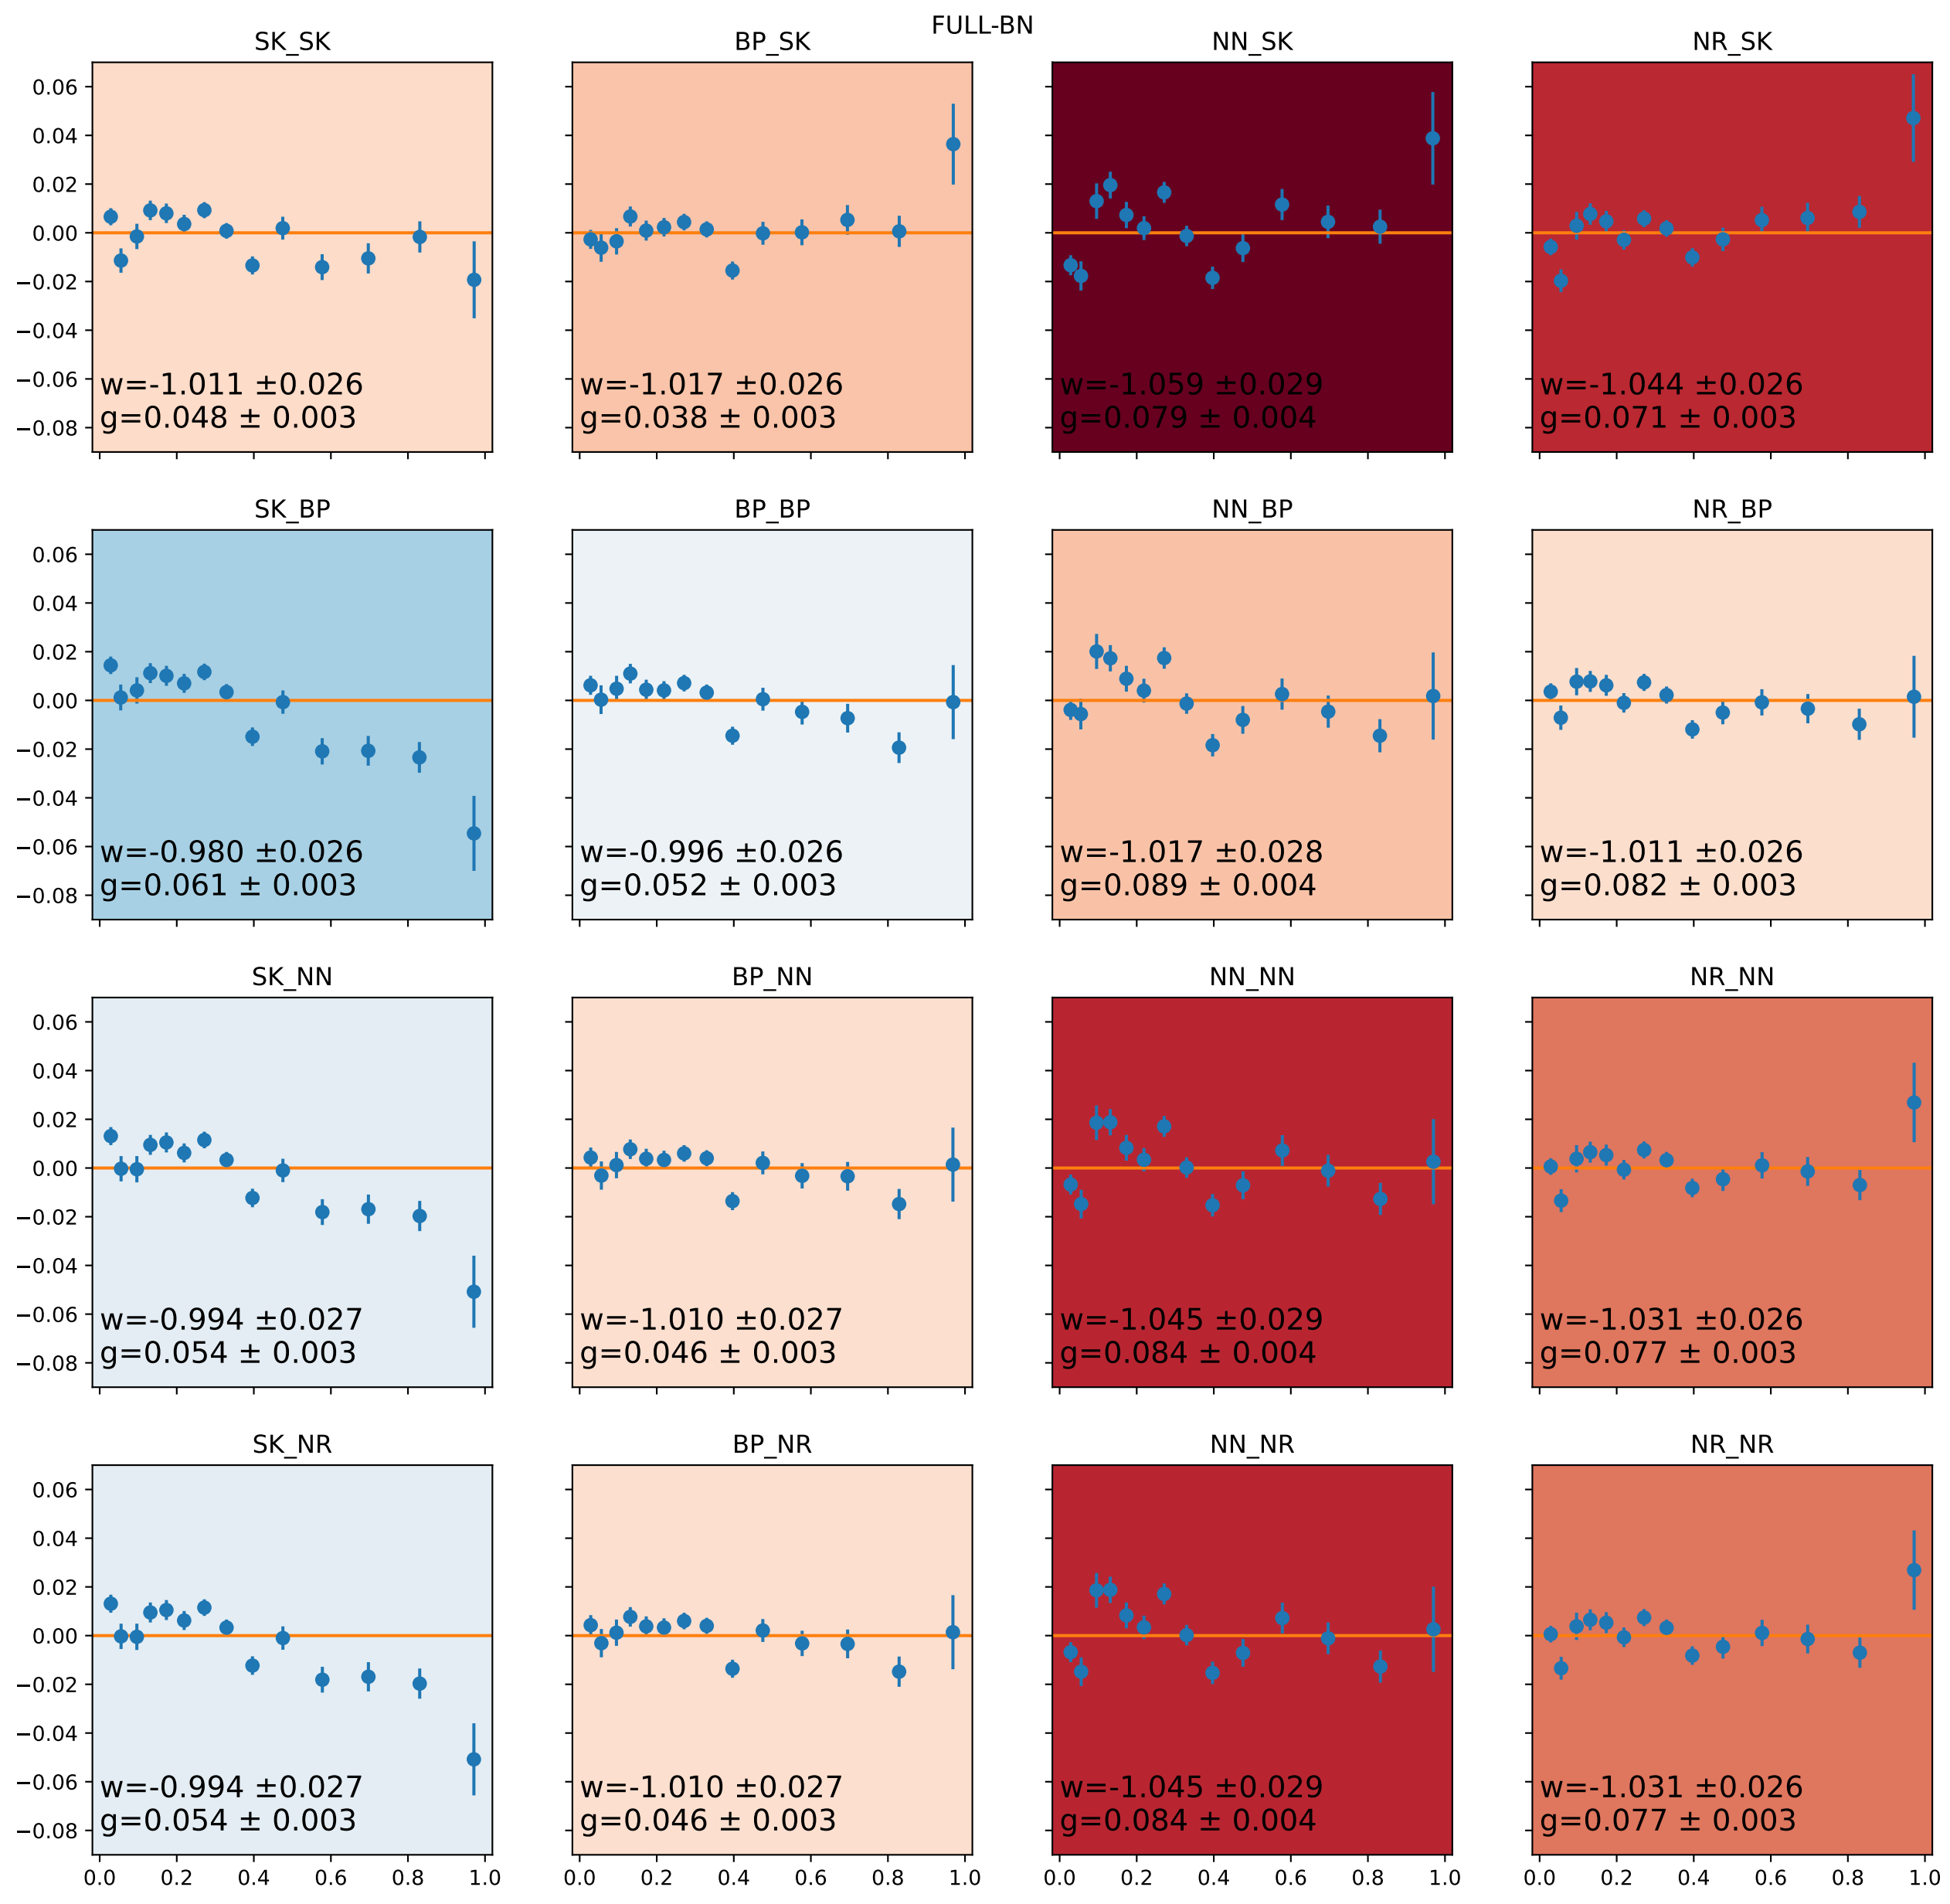 FULL-BN
SK_SK
BP_SK
NN_SK
NR_SK
0.06
0.04
0.02
0.00
−0.02
−0.04
−0.06
−0.08
w=-1.011 ±0.026
g=0.048 ± 0.003
w=-1.017 ±0.026
g=0.038 ± 0.003
w=-1.059 ±0.029
g=0.079 ± 0.004
w=-1.044 ±0.026
g=0.071 ± 0.003
SK_BP
BP_BP
NN_BP
NR_BP
0.06
0.04
0.02
0.00
−0.02
−0.04
−0.06
−0.08
w=-0.980 ±0.026
g=0.061 ± 0.003
w=-0.996 ±0.026
g=0.052 ± 0.003
w=-1.017 ±0.028
g=0.089 ± 0.004
w=-1.011 ±0.026
g=0.082 ± 0.003
SK_NN
BP_NN
NN_NN
NR_NN
0.06
0.04
0.02
0.00
−0.02
−0.04
−0.06
−0.08
w=-0.994 ±0.027
g=0.054 ± 0.003
w=-1.010 ±0.027
g=0.046 ± 0.003
w=-1.045 ±0.029
g=0.084 ± 0.004
w=-1.031 ±0.026
g=0.077 ± 0.003
SK_NR
BP_NR
NN_NR
NR_NR
0.06
0.04
0.02
0.00
−0.02
−0.04
−0.06
−0.08
w=-0.994 ±0.027
g=0.054 ± 0.003
w=-1.010 ±0.027
g=0.046 ± 0.003
w=-1.045 ±0.029
g=0.084 ± 0.004
w=-1.031 ±0.026
g=0.077 ± 0.003
0.0 0.2 0.4 0.6 0.8 1.0
0.0 0.2 0.4 0.6 0.8 1.0
0.0 0.2 0.4 0.6 0.8 1.0
0.0 0.2 0.4 0.6 0.8 1.0